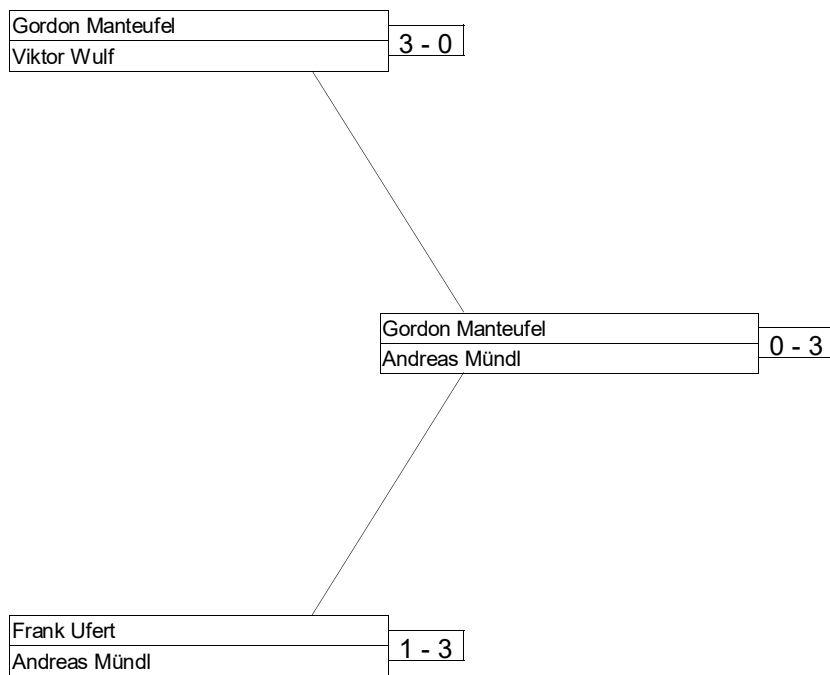 Gordon Manteufel
Viktor Wulf
3 - 0
Gordon Manteufel
Andreas Mündl
0 - 3
Frank Ufert
Andreas Mündl
1 - 3